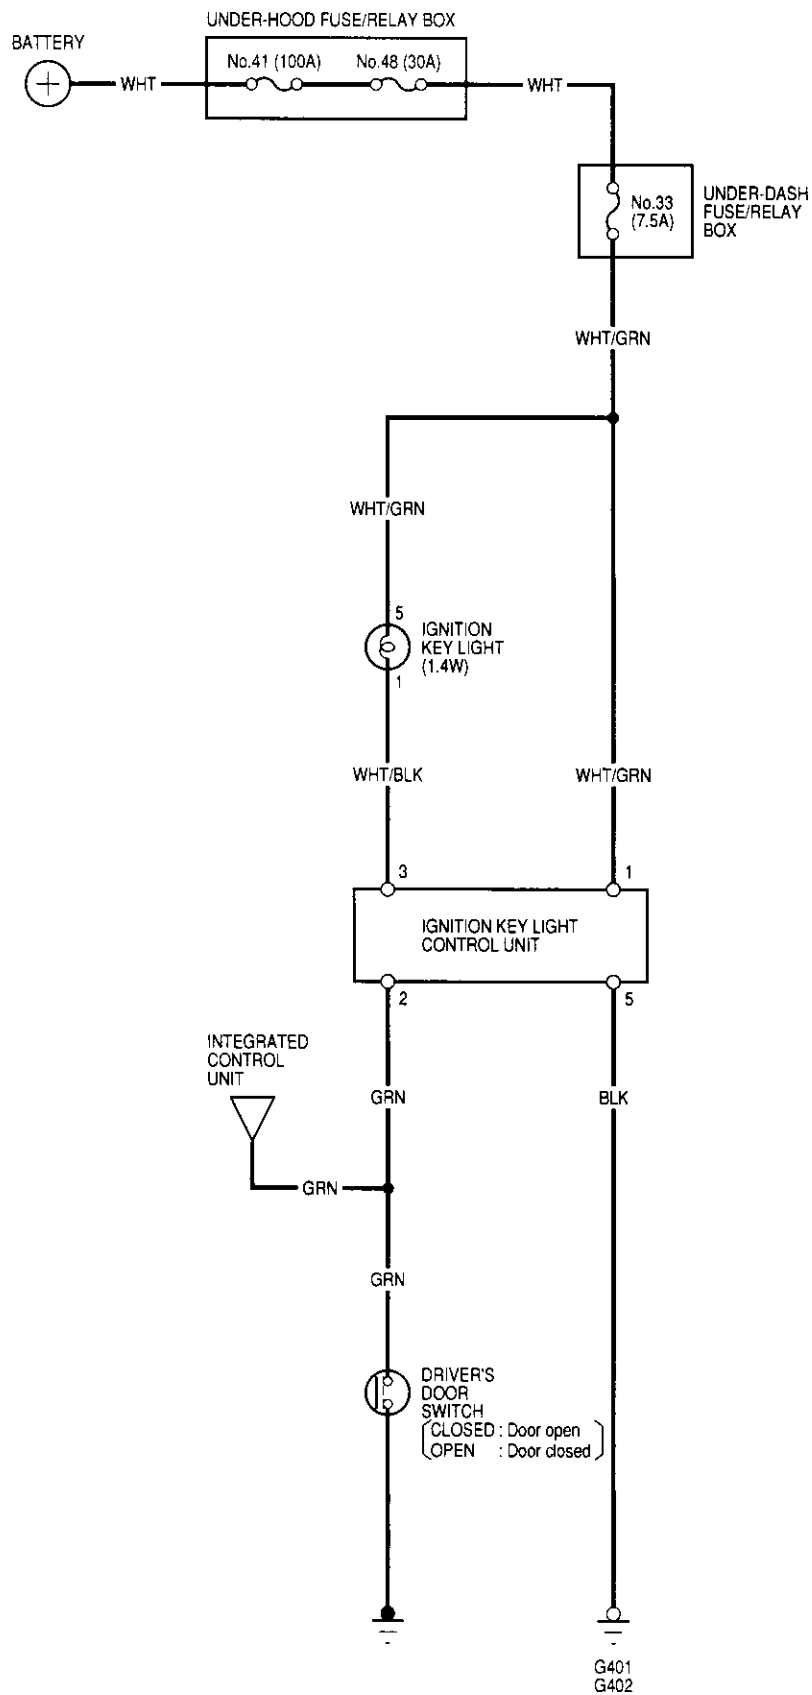 UNDER-HOOD FUSE/RELAY BOX
BATTERY
No.41 (100A)
No.48 (30A)
+
WHT
WHT
No.33
(7.5A)
UNDER-DASH
FUSE/RELAY
BOX
WHT/GRN
WHT/GRN
5
IGNITION
KEY LIGHT
(1.4W)
1
WHT/BLK
WHT/GRN
3
1
IGNITION KEY LIGHT
CONTROL UNIT
2
5
INTEGRATED
CONTROL
UNIT
GRN
BLK
GRN
GRN
DRIVER'S
DOOR
SWITCH
CLOSED : Door open
OPEN : Door closed
G401
G402